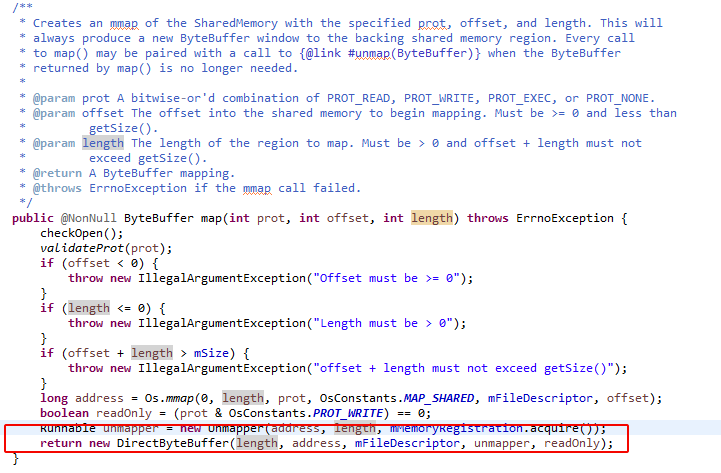 /**
* Creates an mmap of the SharedMemory with the specified prot, offset, and length. This will
* always produce a new ByteBuffer window to the backing shared memory region. Every call
* to map() may be paired with a call to {@link #unmap(ByteBuffer)} when the ByteBuffer
* returned by map() is no longer needed.
*
* @param prot A bitwise-or'd combination of PROT_READ, PROT_WRITE, PROT_EXEC, or PROT_NONE.
* @param offset The offset into the shared memory to begin mapping. Must be >= 0 and less than
*         getSize().
* @param length The length of the region to map. Must be > 0 and offset + length must not
*         exceed getSize().
* @return A ByteBuffer mapping.
* @throws ErrnoException if the mmap call failed.
*/
public @NonNull ByteBuffer map(int prot, int offset, int length) throws ErrnoException {
    checkOpen();
    validateProt(prot);
    if (offset < 0) {
        throw new IllegalArgumentException("Offset must be >= 0");
    }
    if (length <= 0) {
        throw new IllegalArgumentException("Length must be > 0");
    }
    if (offset + length > mSize) {
        throw new IllegalArgumentException("offset + length must not exceed getSize()");
    }
    long address = Os.mmap(0, length, prot, OsConstants.MAP_SHARED, mFileDescriptor, offset);
    boolean readOnly = (prot & OsConstants.PROT_WRITE) == 0;
    Runnable unmapper = new Unmapper(address, length, mMemoryRegistration.acquire());
    return new DirectByteBuffer(length, address, mFileDescriptor, unmapper, readOnly);
}